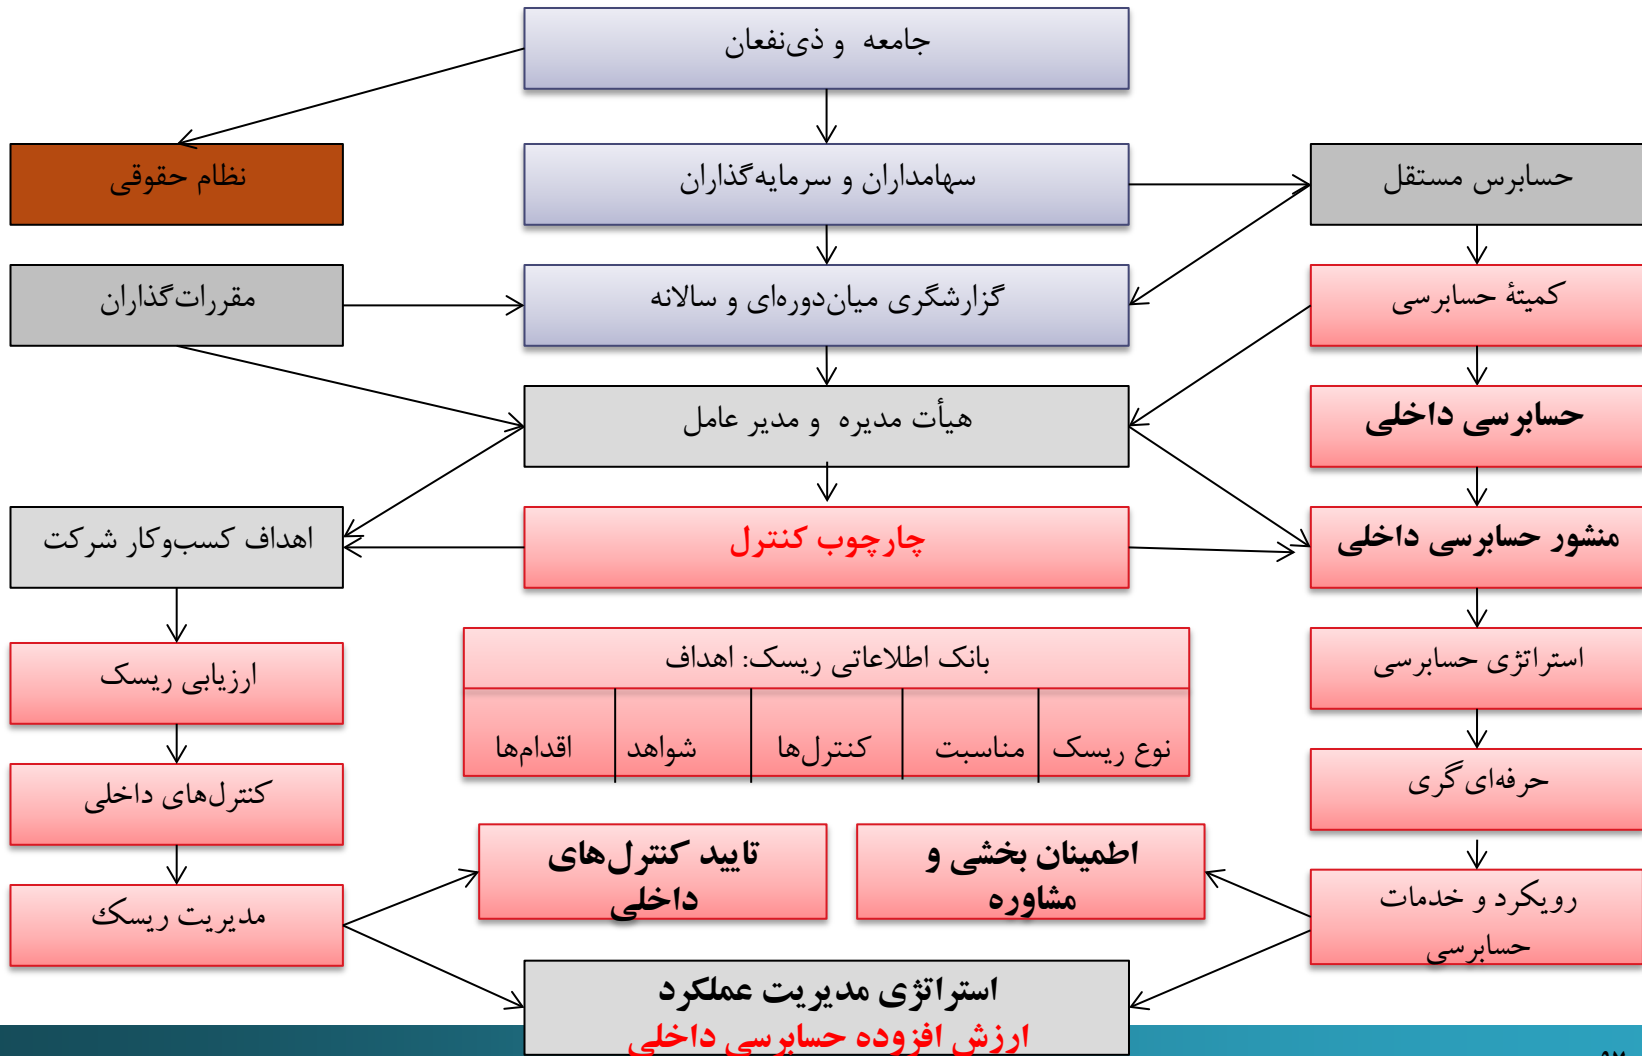 جامعه و ذی‌نفعان
نظام حقوقی
سهامداران و سرمایه‌گذاران
حسابرس مستقل
مقررات‌گذاران
گزارشگری میان‌دوره‌ای و سالانه
کمیتهٔ حسابرسی
هیأت مدیره و مدیر عامل
حسابرسی داخلی
اهداف کسب‌وکار شرکت
چارچوب کنترل
منشور حسابرسی داخلی
ارزیابی ریسک
بانک اطلاعاتی ریسک: اهداف
نوع ریسک
مناسبت
کنترل‌ها
شواهد
اقدام‌ها
استراتژی حسابرسی
کنترل‌های داخلی
حرفه‌ای گری
مدیریت ریسک
تایید کنترل‌های
داخلی
اطمینان بخشی و
مشاوره
رویکرد و خدمات
حسابرسی
استراتژی مدیریت عملکرد
ارزش افزوده حسابرسی داخلی